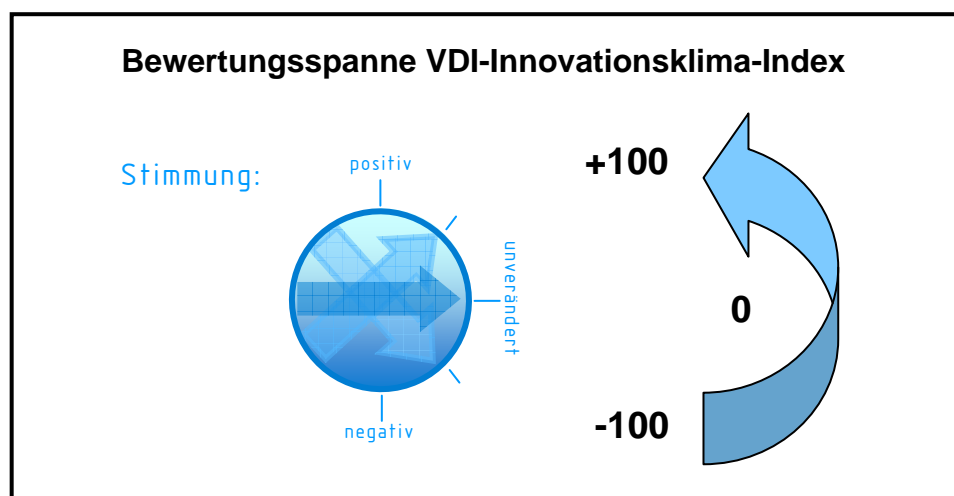 Bewertungsspanne VDI-Innovationsklima-Index
Stimmung:
positiv
unverändert
negativ
+100
0
-100